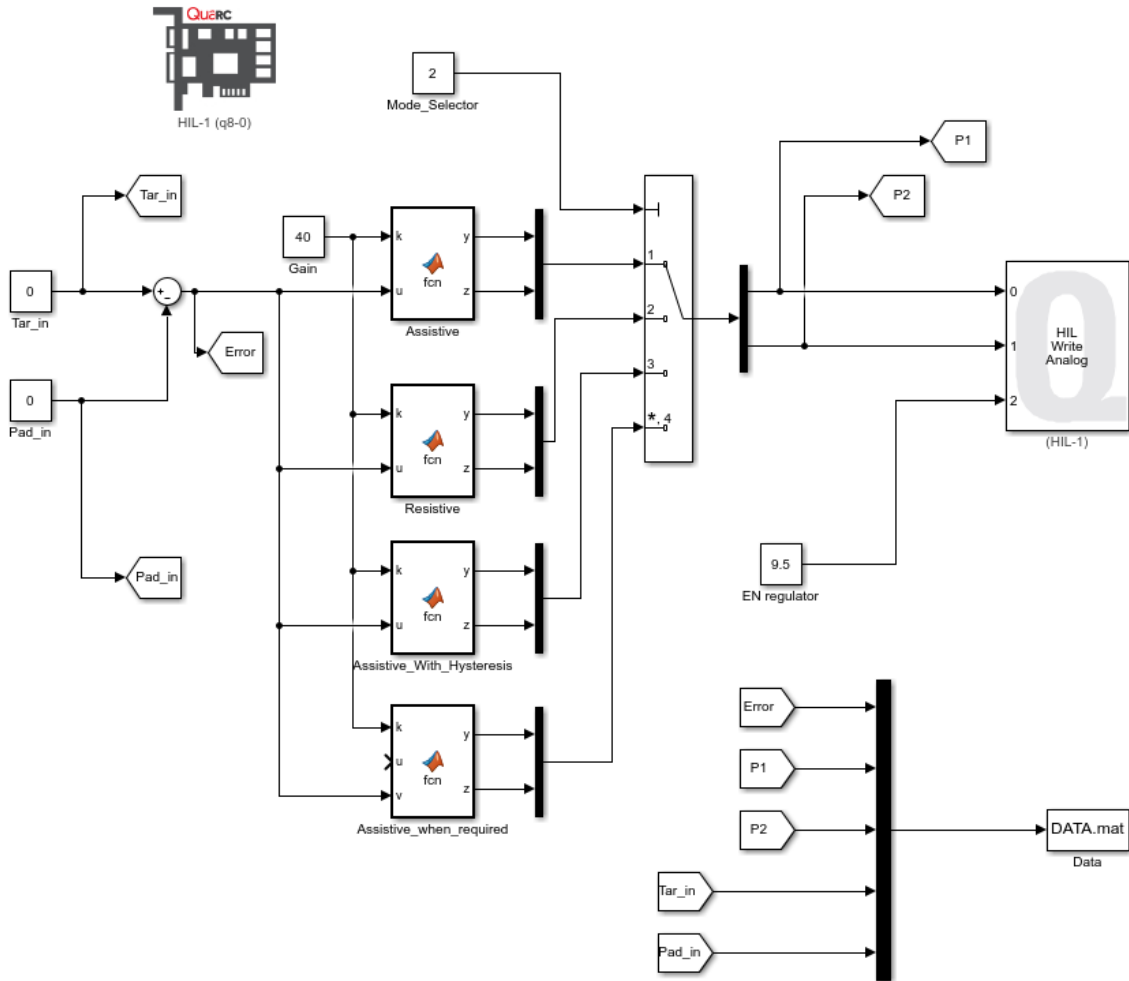 QUARC
HIL-1 (q8-0)
2
Mode_Selector
P1
Tar_in
P2
40
Gain
k
u
y
z
fcn
Assistive
1
2
3
*, 4
0
Tar_in
+
−
Error
0
Pad_in
0
1
2
HIL
Write
Analog
(HIL-1)
k
u
y
z
fcn
Resistive
Pad_in
k
u
y
z
fcn
Assistive_With_Hysteresis
9.5
EN regulator
k
u
v
y
z
fcn
Assistive_when_required
Error
P1
P2
Tar_in
Pad_in
DATA.mat
Data